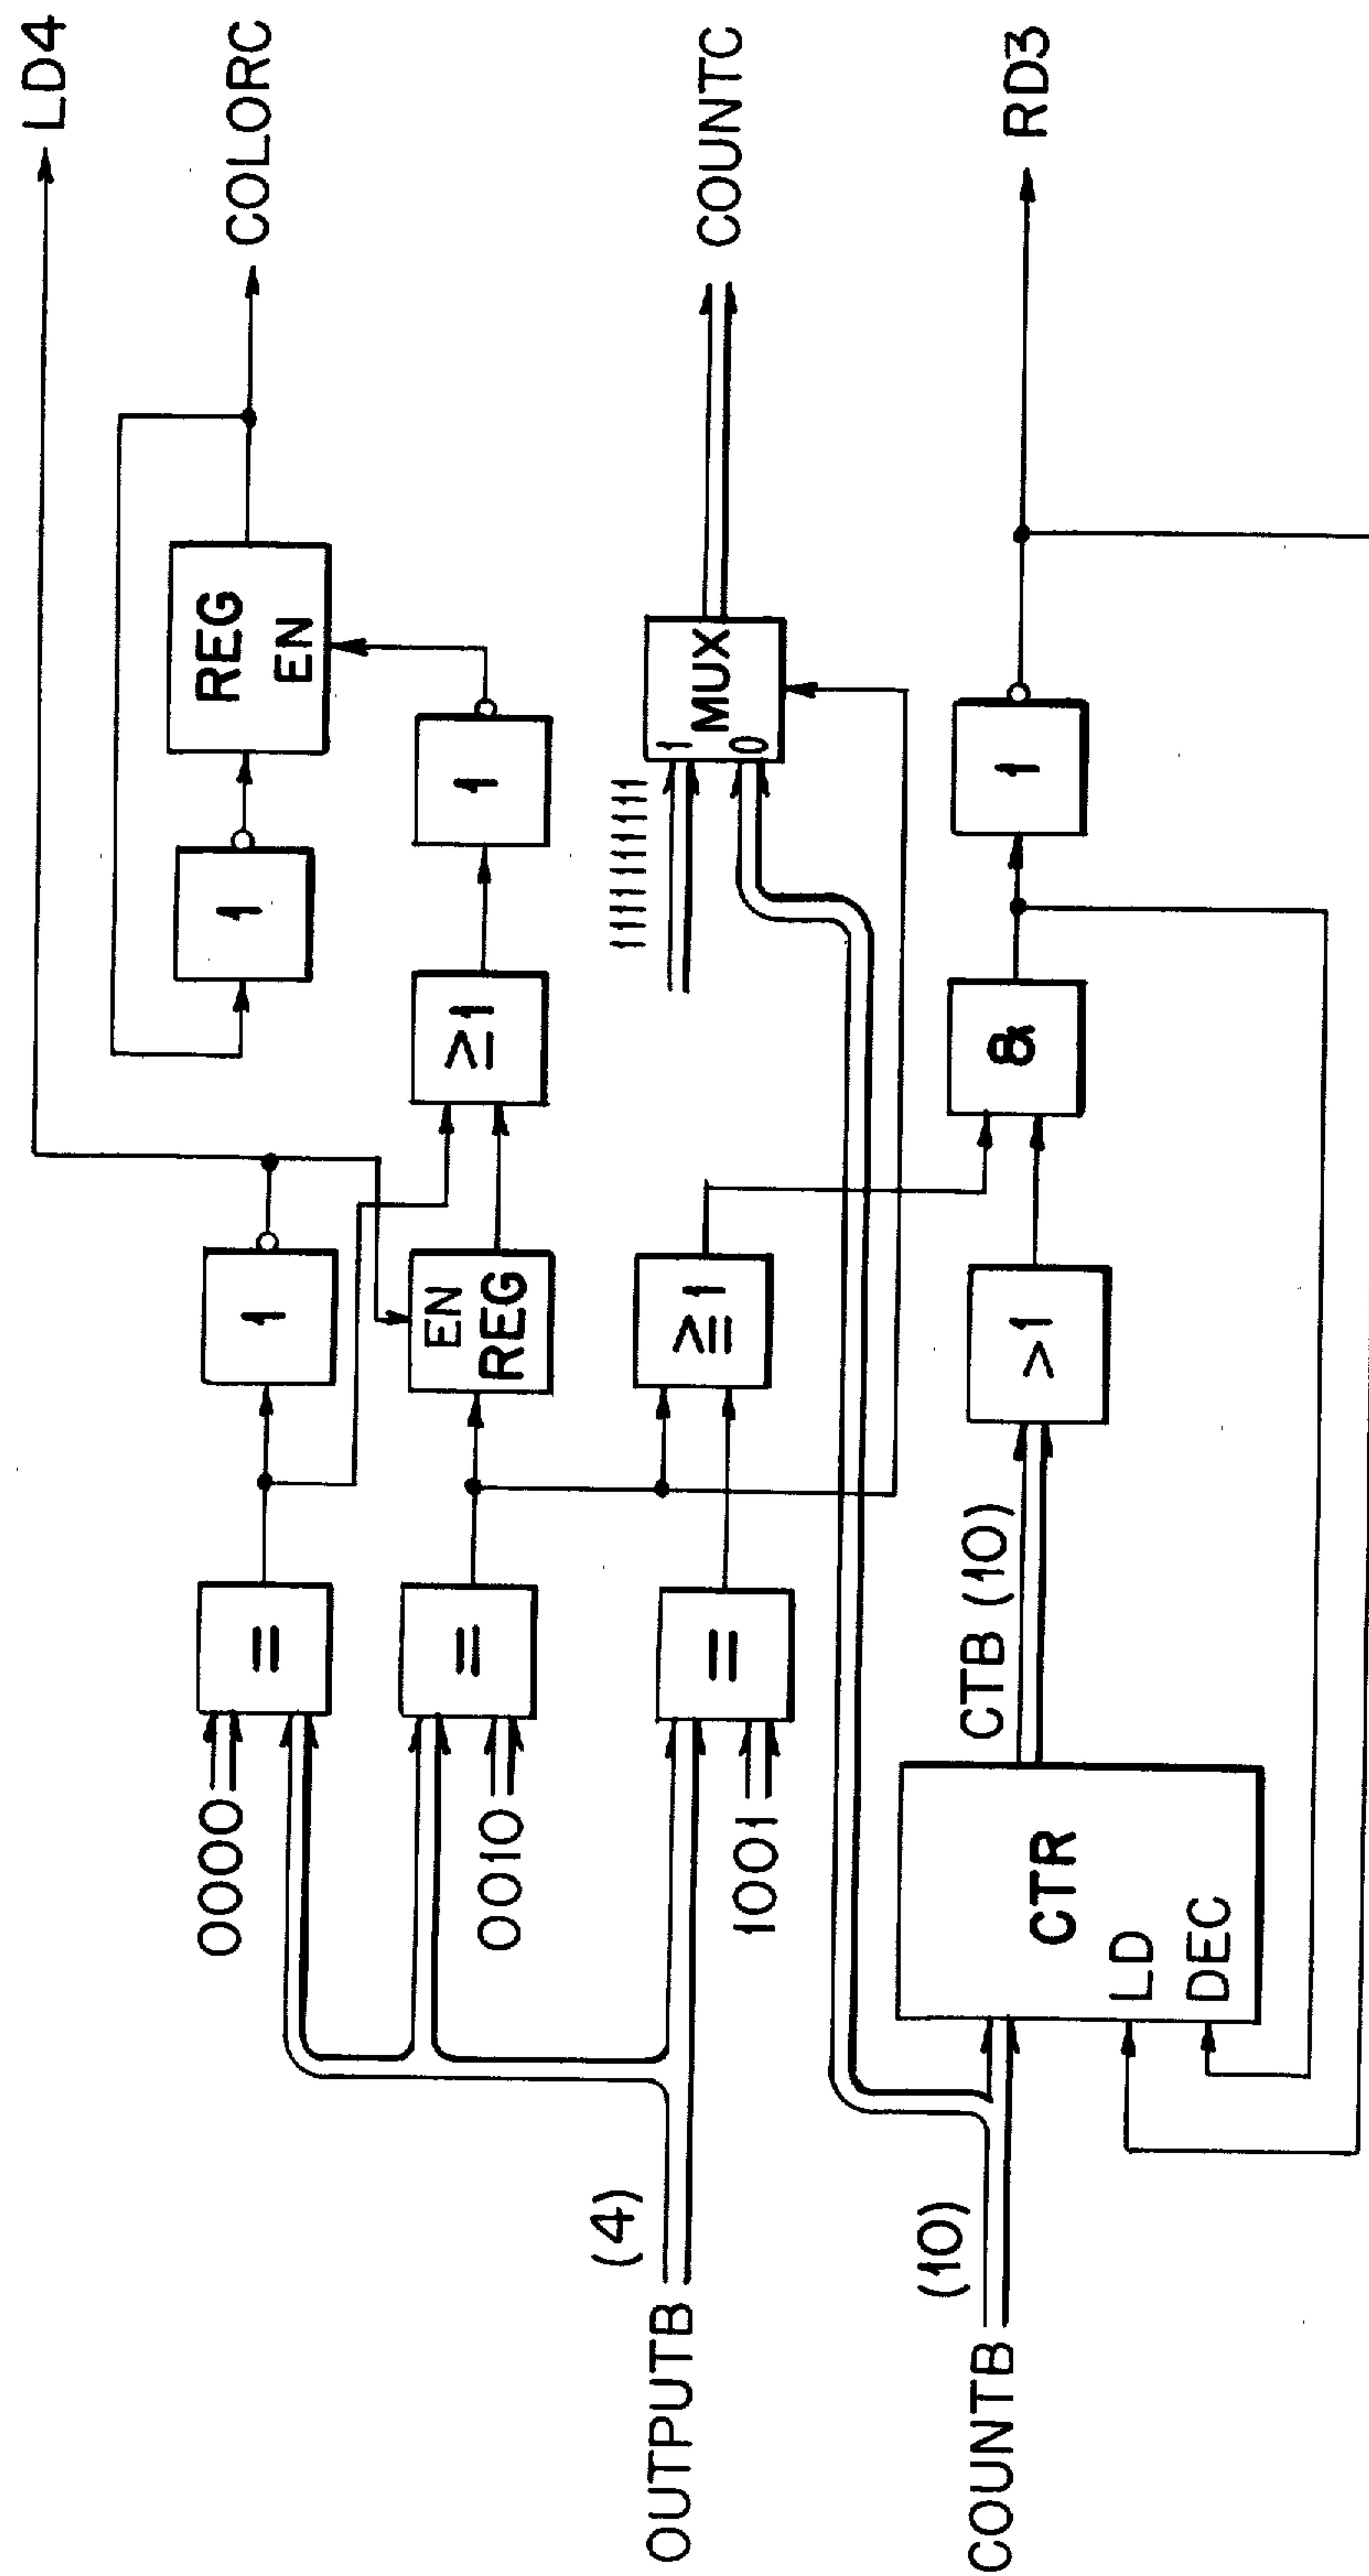 LD4
0000
=
1
1
REG
EN
COLORC
0010
=
EN
REG
≥1
1
(4)
OUTPUTB
1001
=
≥1
1111111111
1
MUX
0
COUNTC
(10)
COUNTB
CTR
LD
DEC
CTB (10)
>1
&
1
RD3